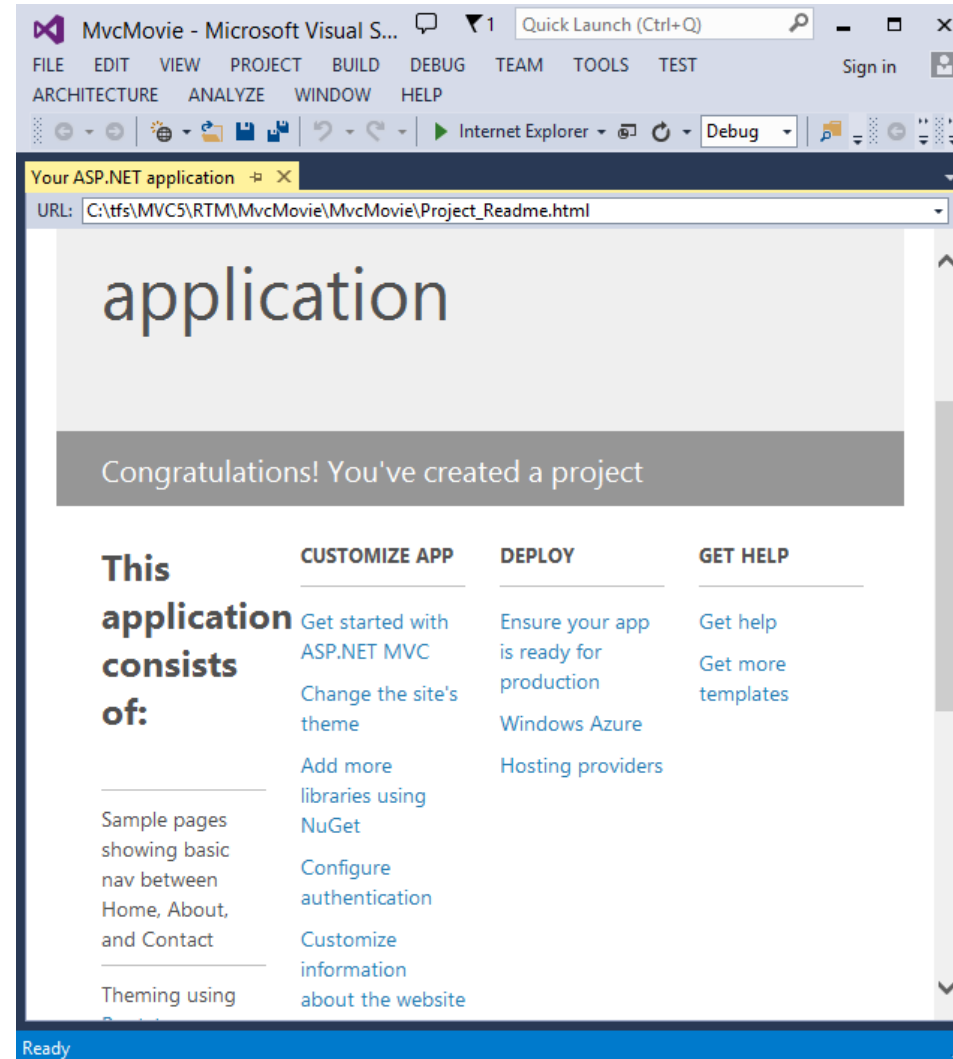 MvcMovie - Microsoft Visual S...
1
Quick Launch (Ctrl+Q)
FILE EDIT VIEW PROJECT BUILD DEBUG TEAM TOOLS TEST
Sign in
ARCHITECTURE ANALYZE WINDOW HELP
Internet Explorer
Debug
Your ASP.NET application
URL: C:\tfs\MVC5\RTM\MvcMovie\MvcMovie\Project_Readme.html
application
Congratulations! You've created a project
This
application
consists
of:
Sample pages
showing basic
nav between
Home, About,
and Contact
Theming using
CUSTOMIZE APP
Get started with
ASP.NET MVC
Change the site's
theme
Add more
libraries using
NuGet
Configure
authentication
Customize
information
about the website
DEPLOY
Ensure your app
is ready for
production
Windows Azure
Hosting providers
GET HELP
Get help
Get more
templates
Ready